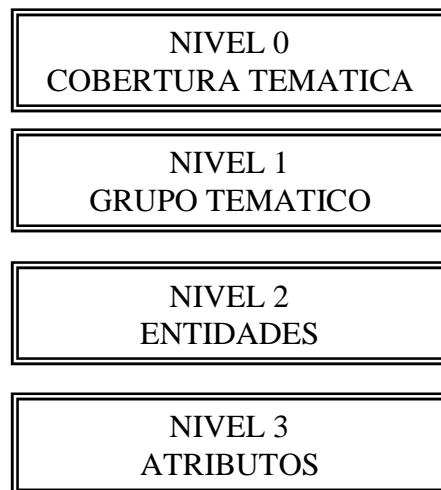 NIVEL 0
COBERTURA TEMATICA
NIVEL 1
GRUPO TEMATICO
NIVEL 2
ENTIDADES
NIVEL 3
ATRIBUTOS